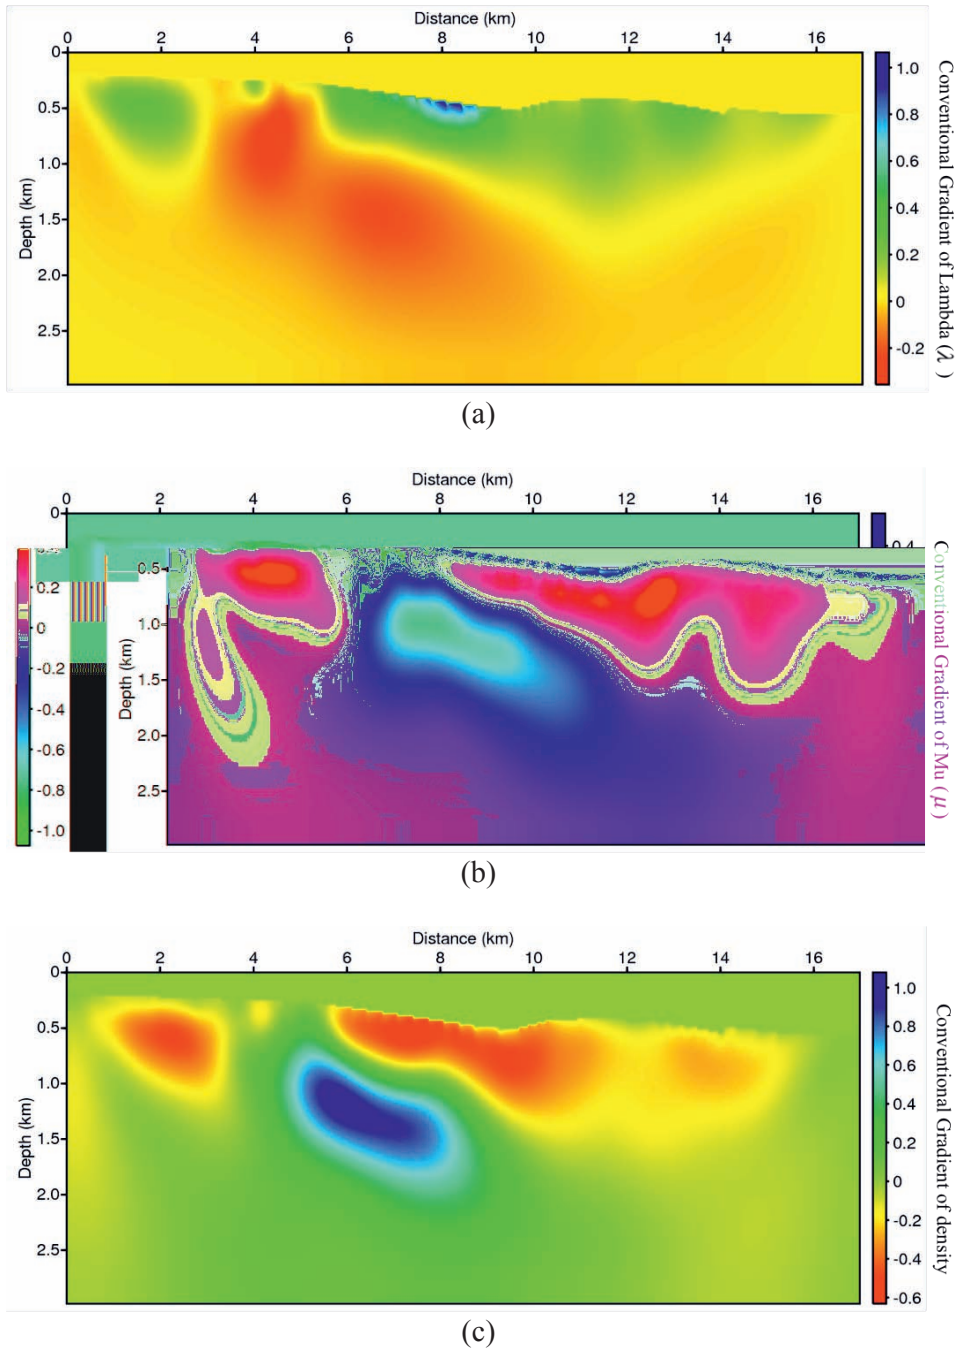 Distance (km)
0 2 4 6 8 10 12 14 16
0
0.5
1.0
1.5
2.0
2.5
Depth (km)
1.0
0.8
0.6
0.4
0.2
0
-0.2
Conventional Gradient of Lambda (λ)
(a)
Distance (km)
0 2 4 6 8 10 12 14 16
0
0.5
1.0
1.5
2.0
2.5
Depth (km)
0.4
0.2
0
-0.2
-0.4
-0.6
-0.8
-1.0
Conventional Gradient of Mu (μ)
(b)
Distance (km)
0 2 4 6 8 10 12 14 16
0
0.5
1.0
1.5
2.0
2.5
Depth (km)
1.0
0.8
0.6
0.4
0.2
0
-0.2
-0.4
-0.6
Conventional Gradient of density
(c)